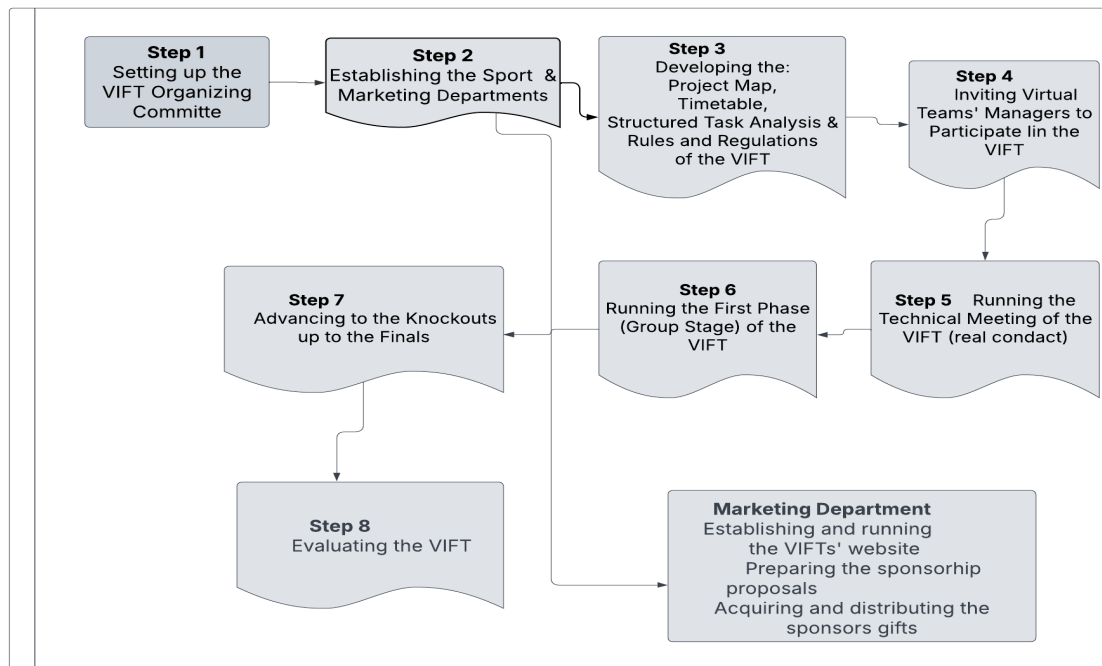 Step 1
Setting up the
VIFT Organizing
Committe
Step 2
Establishing the Sport &
Marketing Departments
Step 3
Developing the:
Project Map,
Timetable,
Structured Task Analysis &
Rules and Regulations
of the VIFT
Step 4
Inviting Virtual
Teams' Managers to
Participate Iin the
VIFT
Step 5 Running the
Technical Meeting of the
VIFT (real condact)
Step 6
Running the First Phase
(Group Stage) of the
VIFT
Step 7
Advancing to the Knockouts
up to the Finals
Step 8
Evaluating the VIFT
Marketing Department
Establishing and running
the VIFTs' website
Preparing the sponsorhip
proposals
Acquiring and distributing the
sponsors gifts